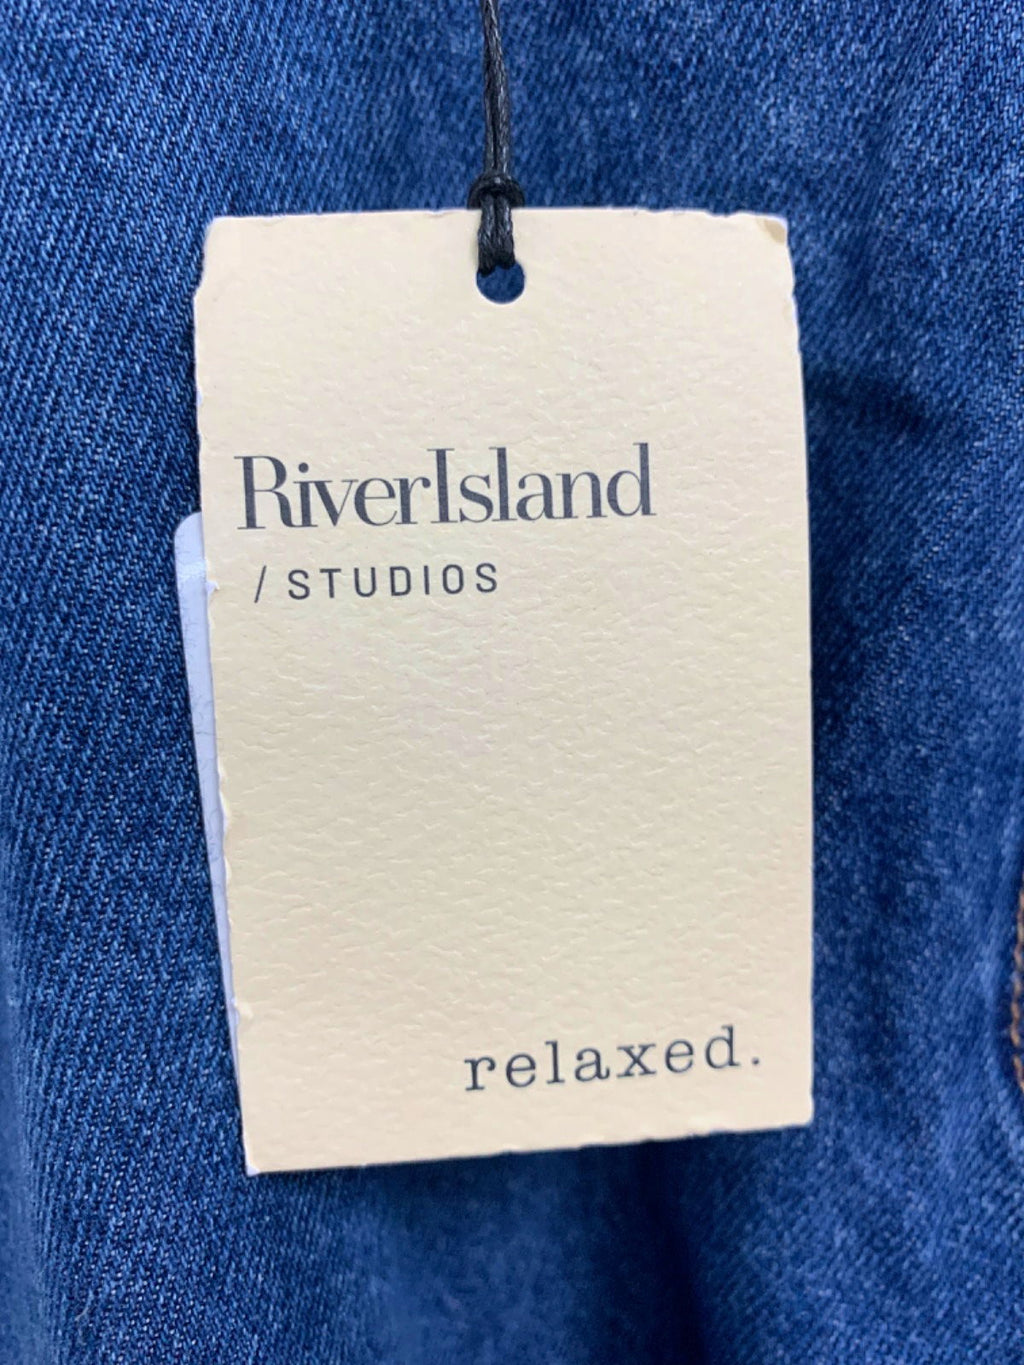 RiverIsland
/ STUDIOS
relaxed.